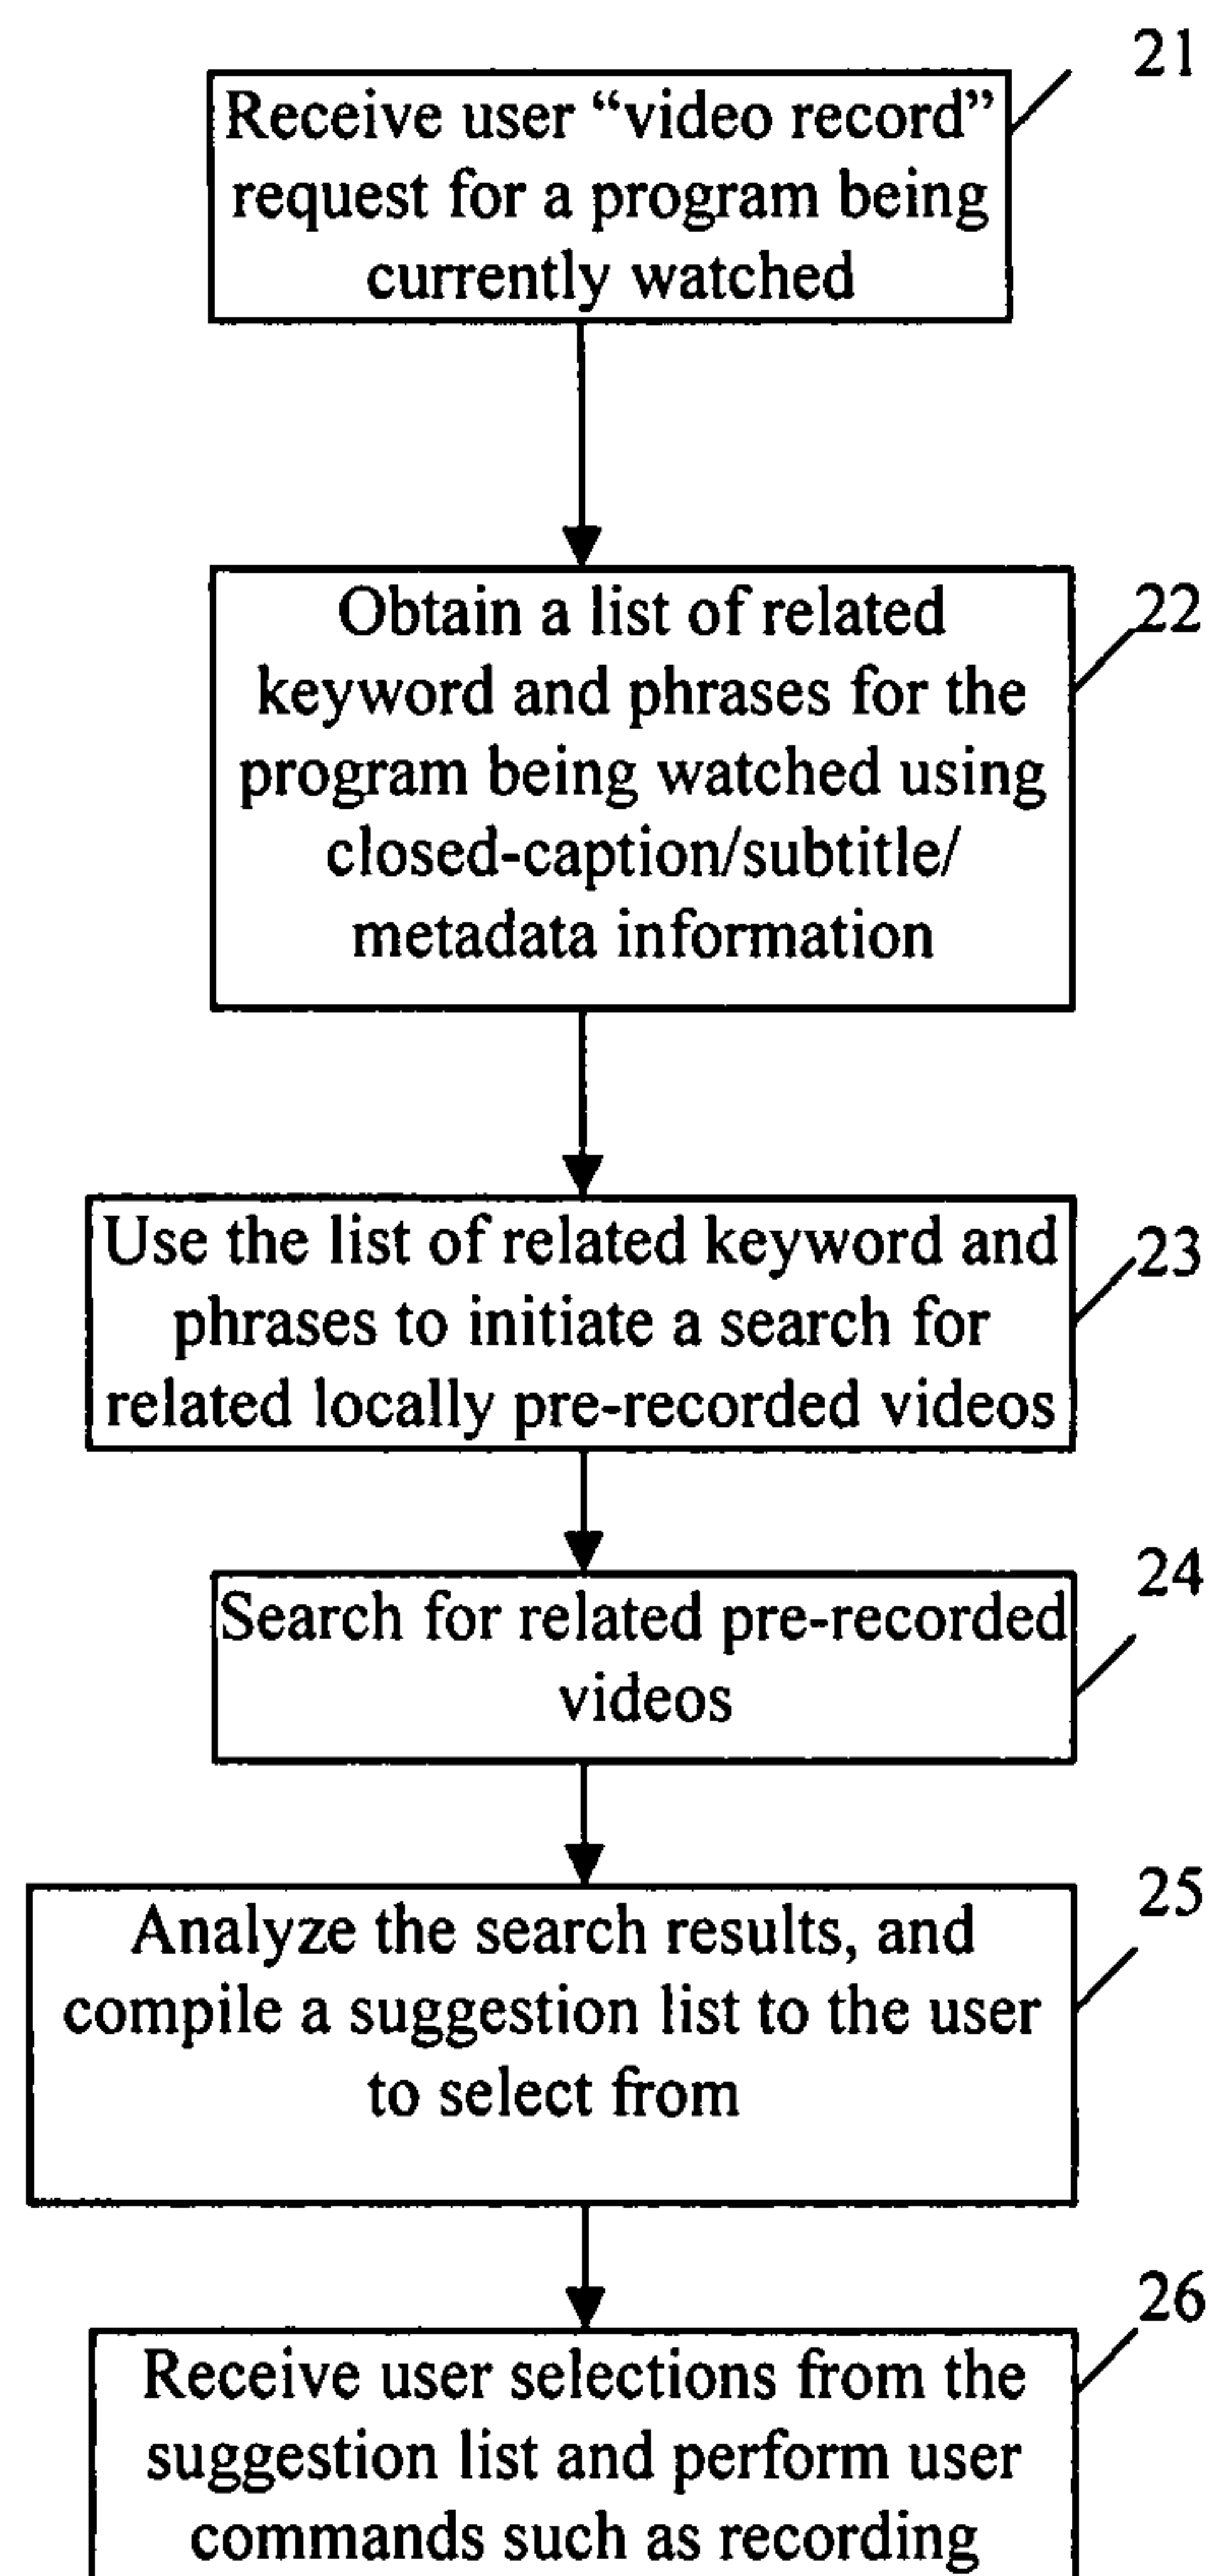 21
Receive user “video record”
request for a program being
currently watched
22
Obtain a list of related
keyword and phrases for the
program being watched using
closed-caption/subtitle/
metadata information
23
Use the list of related keyword and
phrases to initiate a search for
related locally pre-recorded videos
24
Search for related pre-recorded
videos
25
Analyze the search results, and
compile a suggestion list to the user
to select from
26
Receive user selections from the
suggestion list and perform user
commands such as recording